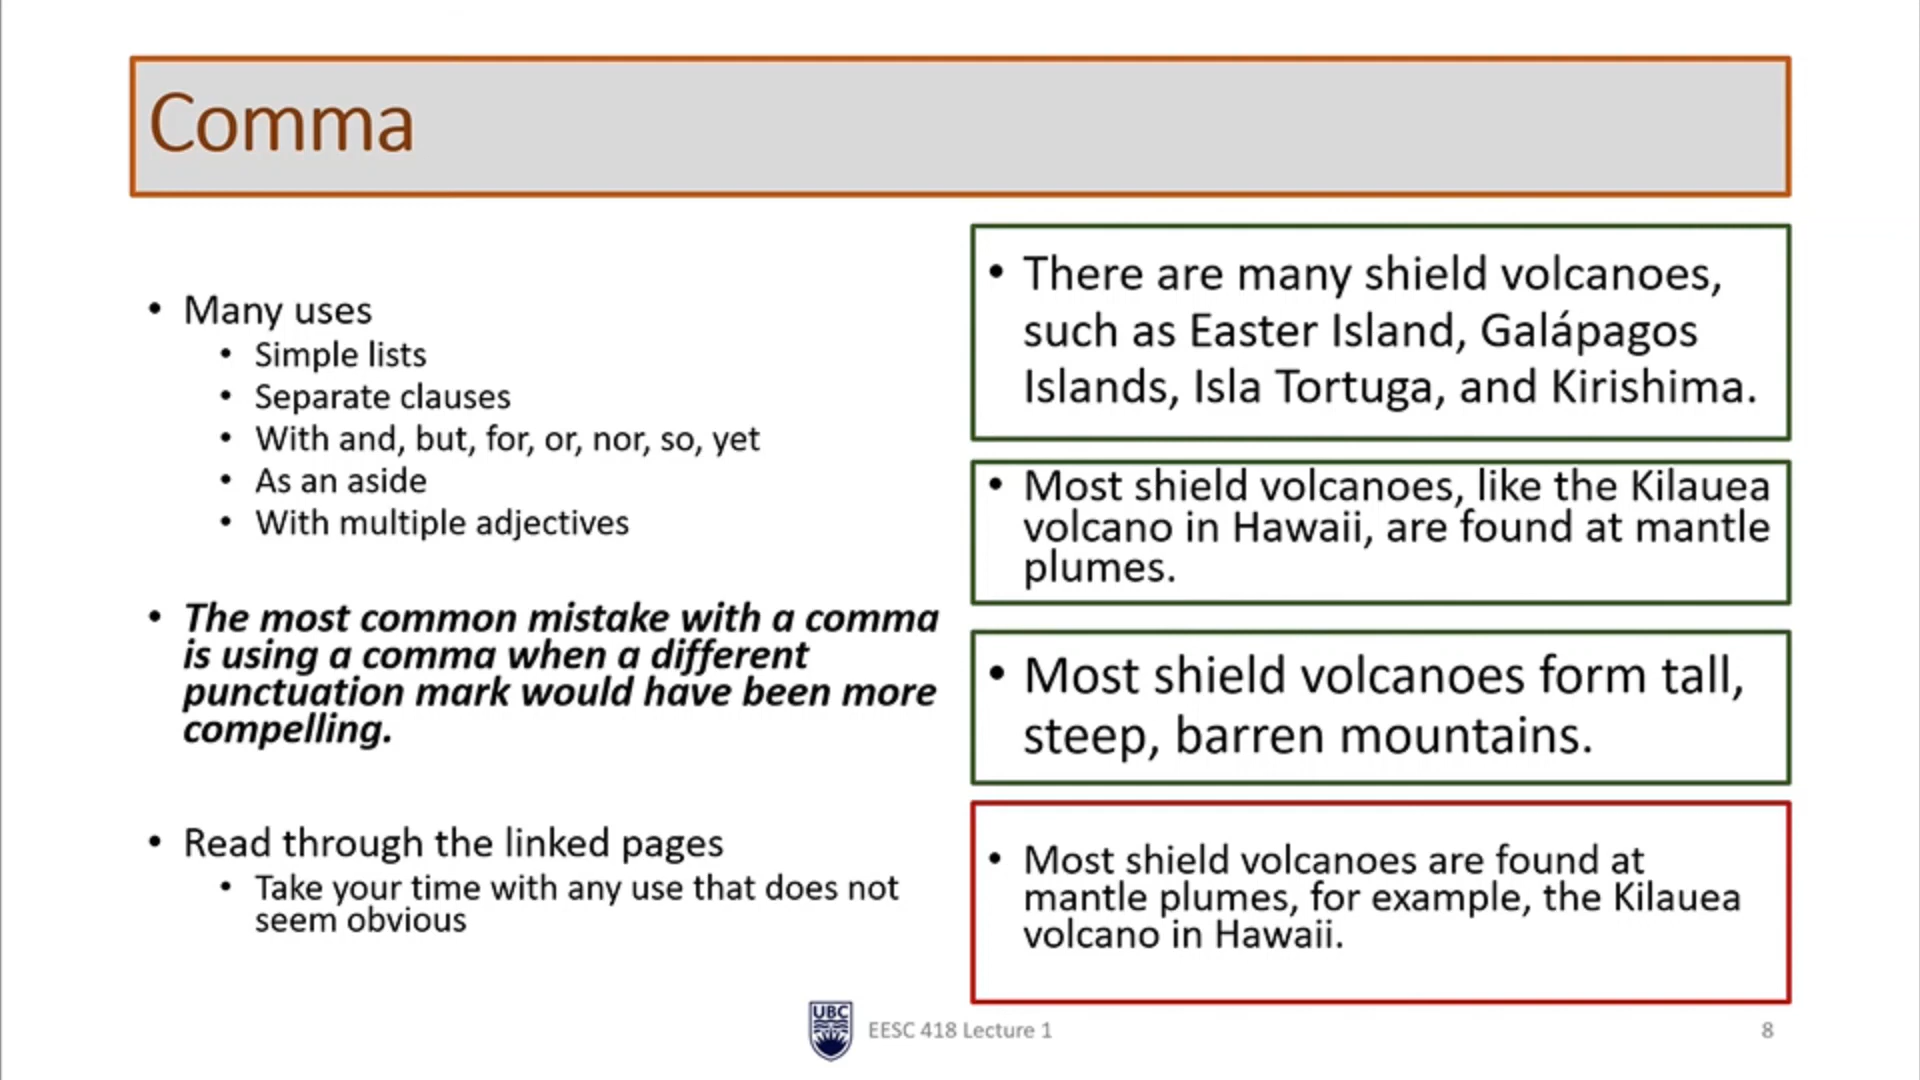 Comma
• Many uses
• Simple lists
• Separate clauses
• With and, but, for, or, nor, so, yet
• As an aside
• With multiple adjectives
• The most common mistake with a comma
is using a comma when a different
punctuation mark would have been more
compelling.
• Read through the linked pages
• Take your time with any use that does not
seem obvious
• There are many shield volcanoes,
such as Easter Island, Galápagos
Islands, Isla Tortuga, and Kirishima.
• Most shield volcanoes, like the Kilauea
volcano in Hawaii, are found at mantle
plumes.
• Most shield volcanoes form tall,
steep, barren mountains.
• Most shield volcanoes are found at
mantle plumes, for example, the Kilauea
volcano in Hawaii.
UBC
EESC 418 Lecture 1
8